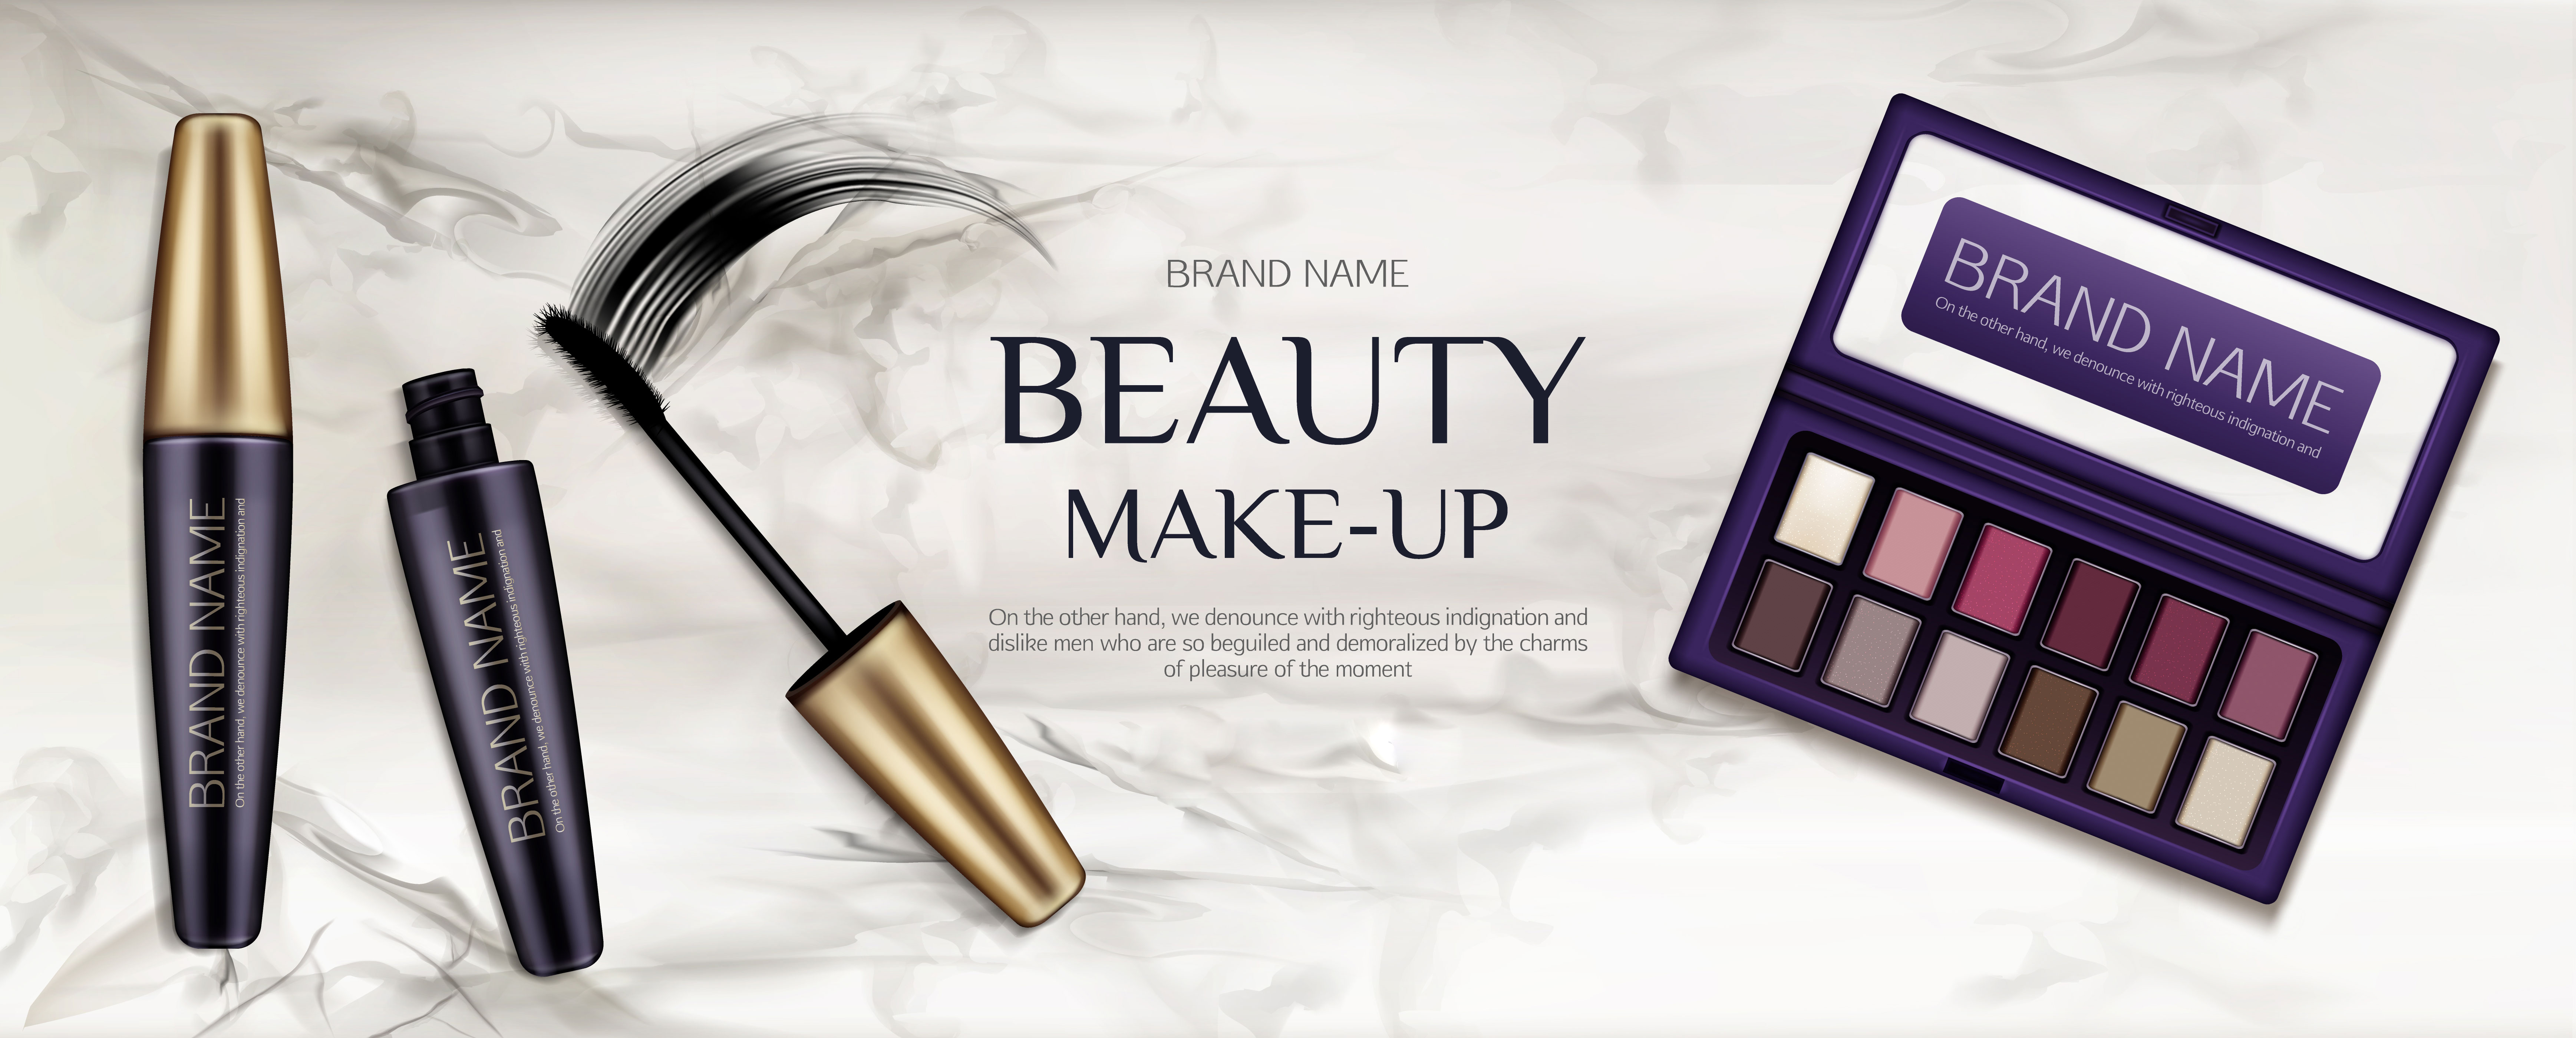 BRAND NAME
On the other hand, we denounce with righteous indignation and
BRAND NAME
On the other hand, we denounce with righteous indignation and
BRAND NAME
BEAUTY
MAKE-UP
On the other hand, we denounce with righteous indignation and
dislike men who are so beguiled and demoralized by the charms
of pleasure of the moment
BRAND NAME
On the other hand, we denounce with righteous indignation and